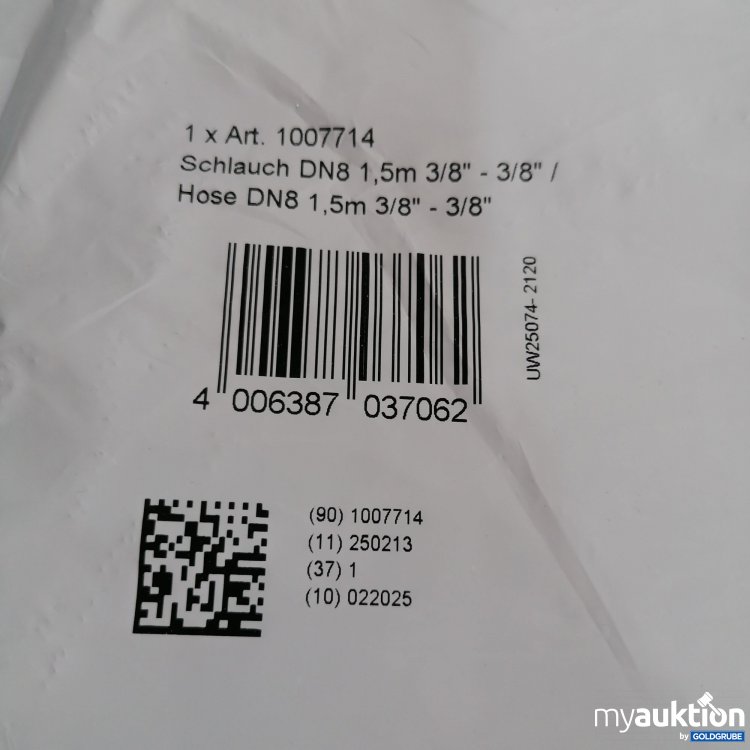 1 x Art. 1007714
Schlauch DN8 1,5m 3/8" - 3/8" /
Hose DN8 1,5m 3/8" - 3/8"
UW25074- 2120
4 006387 037062
(90) 1007714
(11) 250213
(37) 1
(10) 022025
myauktion
by GOLDGRUBE